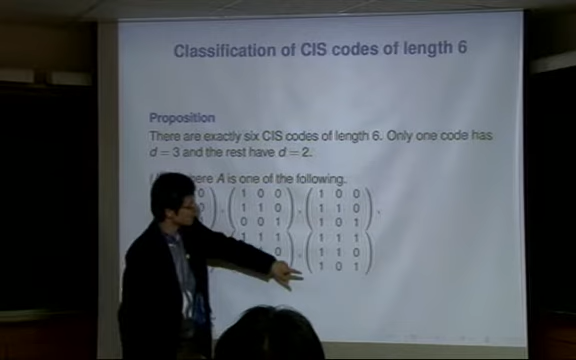 Classification of CIS codes of length 6
Proposition
There are exactly six CIS codes of length 6. Only one code has
d = 3 and the rest have d = 2.
where A is one of the following.
0 , ( 1 0 0 ) , ( 1 0 0 ) ,
0 ( 1 1 0 ) ( 1 1 0 )
( 0 0 1 ) ( 1 0 1 )
1 1 1 ) , ( 1 1 1 )
0 ) ( 1 1 0 )
( 1 0 1 )